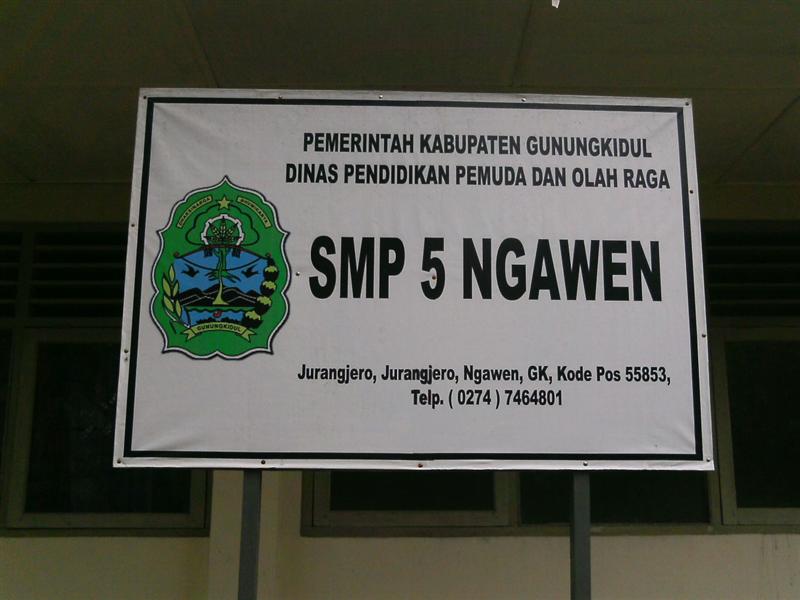 PEMERINTAH KABUPATEN GUNUNGKIDUL
DINAS PENDIDIKAN PEMUDA DAN OLAH RAGA
SMP 5 NGAWEN
GUNUNGKIDUL
Jurangjero, Jurangjero, Ngawen, GK, Kode Pos 55853,
Telp. ( 0274 ) 7464801